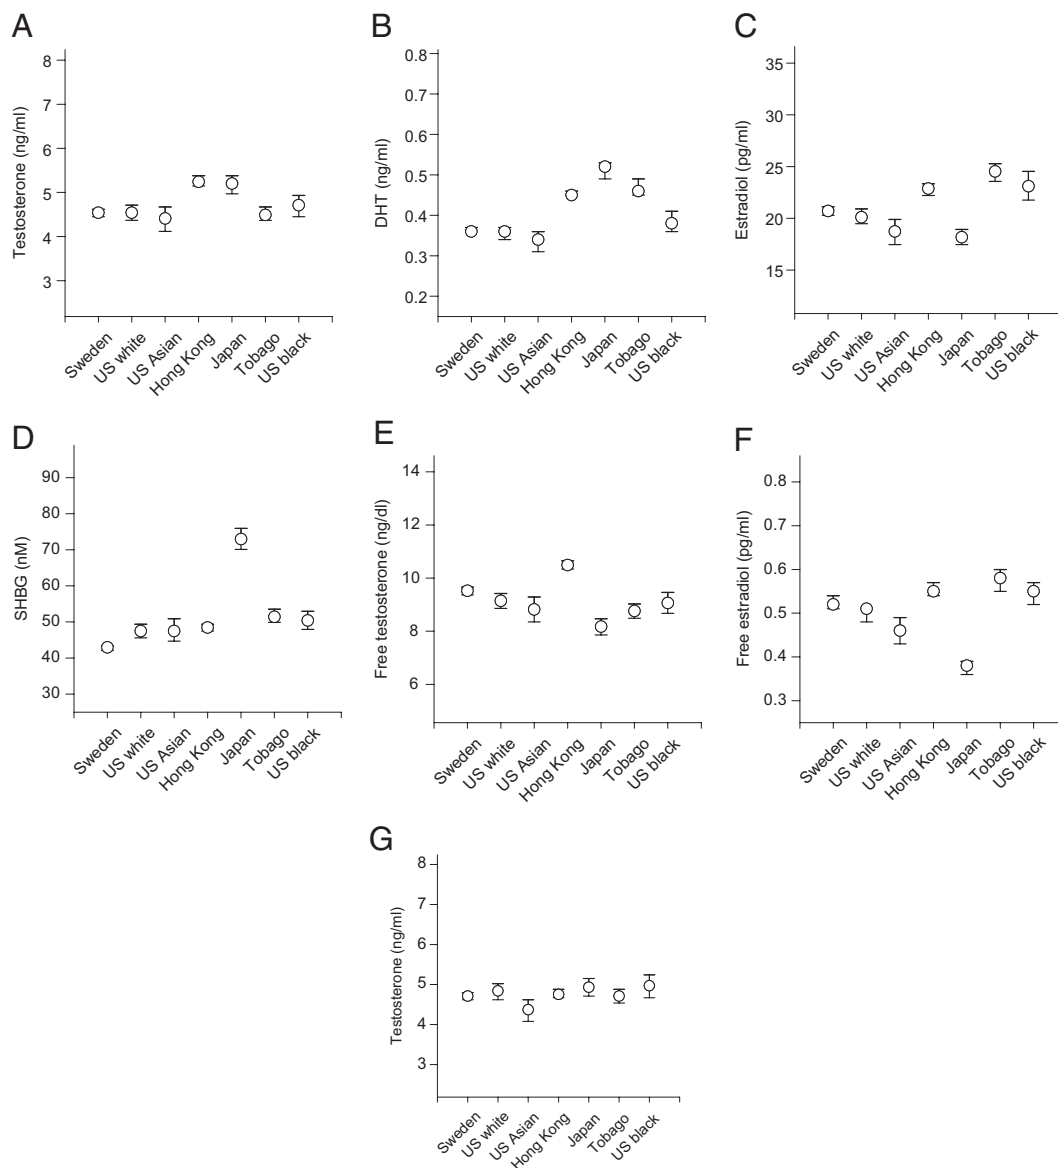 A
Testosterone (ng/ml)
8
7
6
5
4
3
Sweden
US white
US Asian
Hong Kong
Japan
Tobago
US black
B
DHT (ng/ml)
0.8
0.6
0.5
0.4
0.3
0.2
Sweden
US white
US Asian
Hong Kong
Japan
Tobago
US black
C
Estradiol (pg/ml)
35
30
25
20
15
Sweden
US white
US Asian
Hong Kong
Japan
Tobago
US black
D
SHBG (nM)
90
80
70
60
50
40
30
Sweden
US white
US Asian
Hong Kong
Japan
Tobago
US black
E
Free testosterone (ng/dl)
14
12
10
8
6
Sweden
US white
US Asian
Hong Kong
Japan
Tobago
US black
F
Free estradiol (pg/ml)
0.8
0.7
0.6
0.5
0.4
0.3
Sweden
US white
US Asian
Hong Kong
Japan
Tobago
US black
G
Testosterone (ng/ml)
8
7
6
5
4
3
Sweden
US white
US Asian
Hong Kong
Japan
Tobago
US black